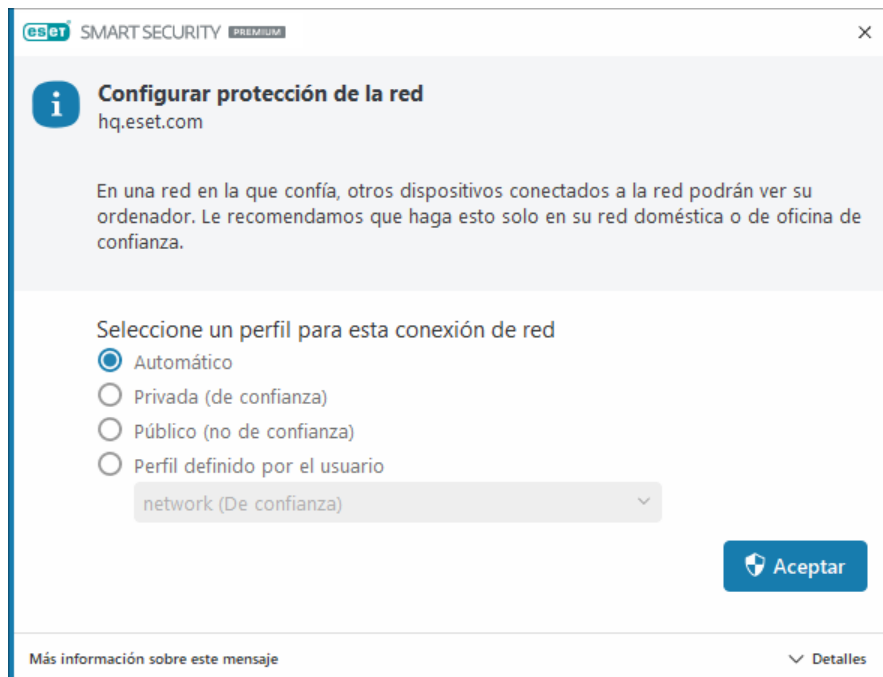 eset SMART SECURITY PREMIUM
Configurar protección de la red
hq.eset.com
En una red en la que confía, otros dispositivos conectados a la red podrán ver su
ordenador. Le recomendamos que haga esto solo en su red doméstica o de oficina de
confianza.
Seleccione un perfil para esta conexión de red
Automático
Privada (de confianza)
Público (no de confianza)
Perfil definido por el usuario
network (De confianza)
Aceptar
Más información sobre este mensaje Detalles